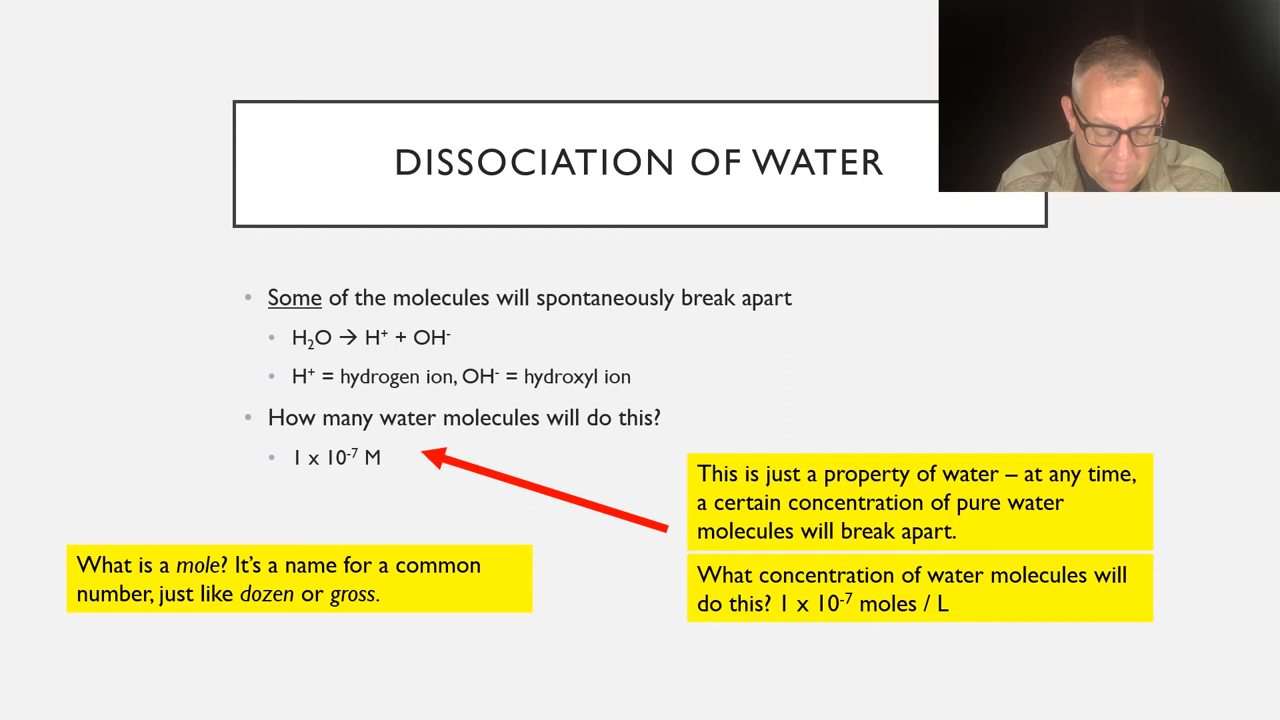 DISSOCIATION OF WATER
• Some of the molecules will spontaneously break apart
• H₂O → H⁺ + OH⁻
• H⁺ = hydrogen ion, OH⁻ = hydroxyl ion
• How many water molecules will do this?
• 1 x 10⁻⁷ M
This is just a property of water – at any time,
a certain concentration of pure water
molecules will break apart.
What is a mole? It’s a name for a common
number, just like dozen or gross.
What concentration of water molecules will
do this? 1 x 10⁻⁷ moles / L